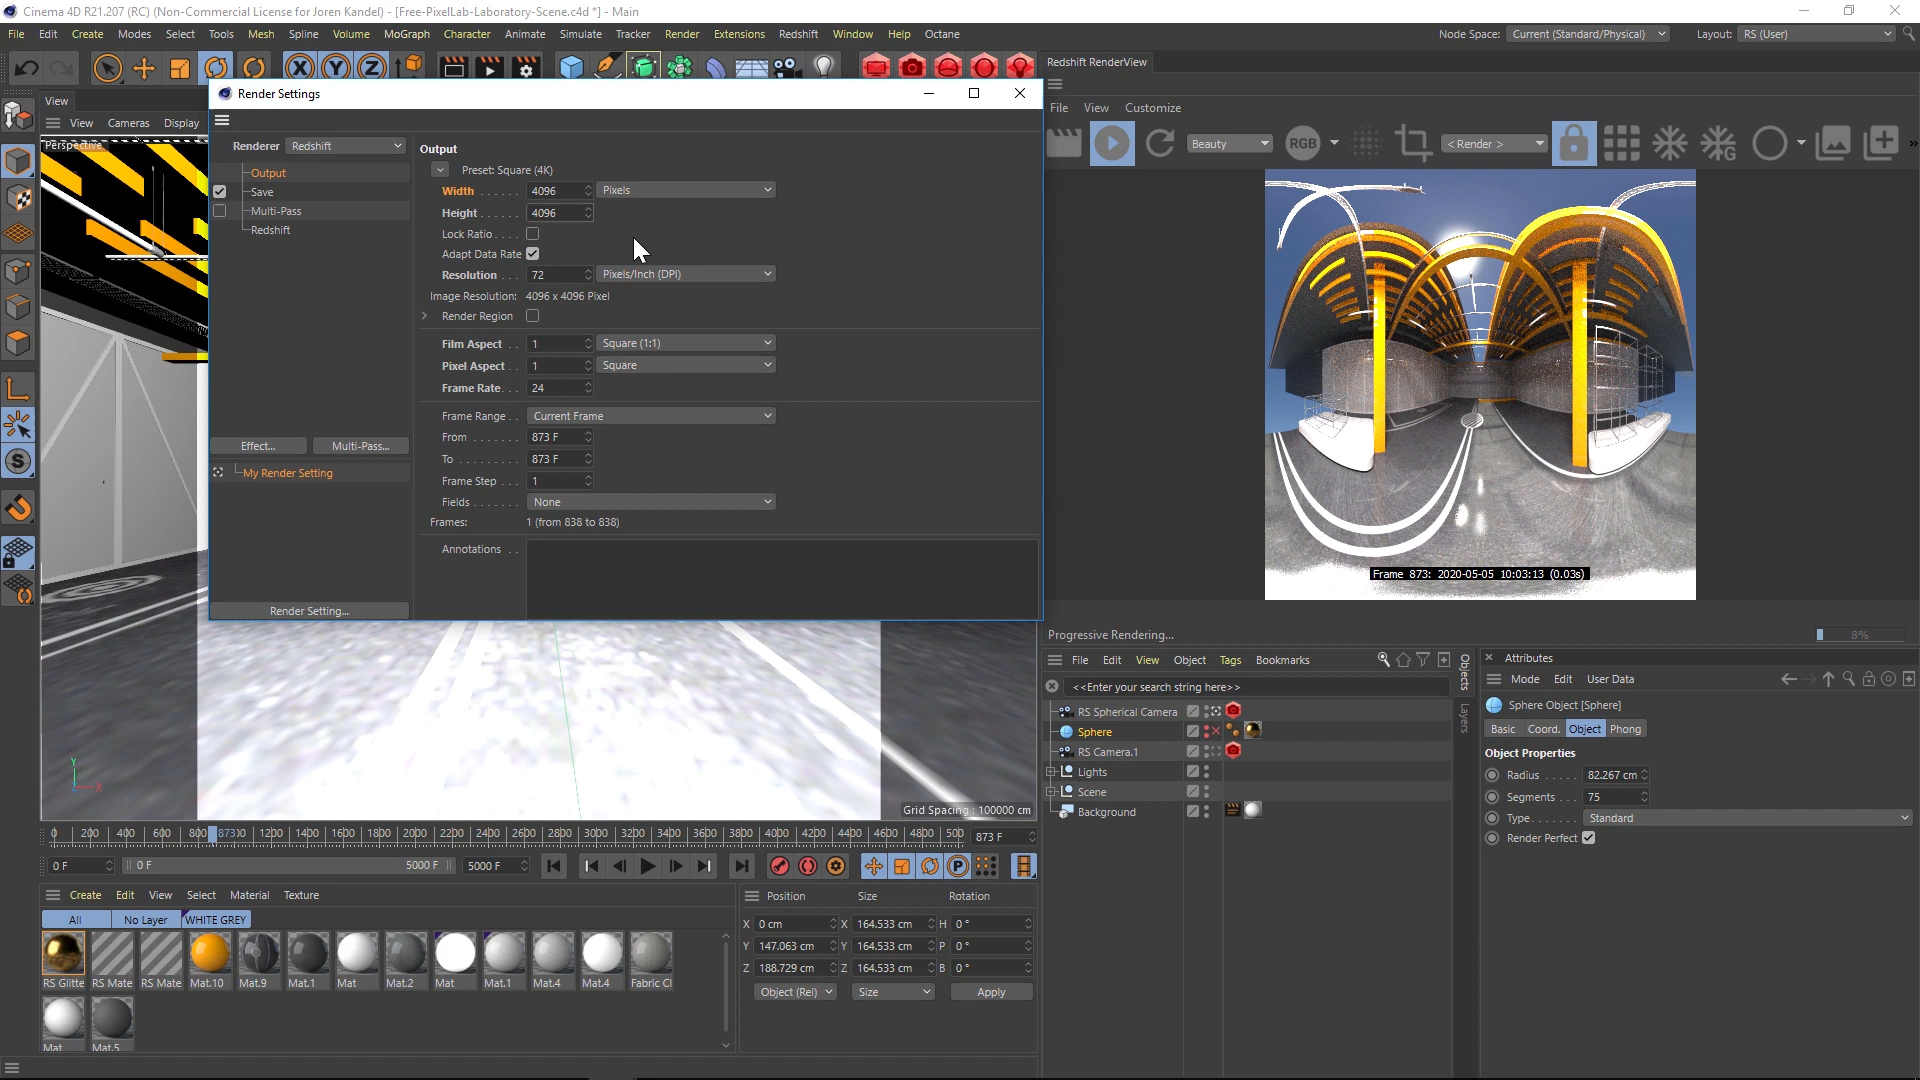 Cinema 4D R21.207 (RC) (Non-Commercial License for Joren Kandel) - [Free-PixelLab-Laboratory-Scene.c4d *] - Main
File Edit Create Modes Select Tools Mesh Spline Volume MoGraph Character Animate Simulate Tracker Render Extensions Redshift Window Help Octane
Node Space: Current (Standard/Physical) Layout: RS (User)
X Y Z
Redshift RenderView
View
View Cameras Display
Perspective
Render Settings
Renderer Redshift
Output
Save
Multi-Pass
Redshift
Effect... Multi-Pass...
My Render Setting
Render Setting...
Output
Preset: Square (4K)
Width . . . . . . 4096 Pixels
Height . . . . . . 4096
Lock Ratio . . . .
Adapt Data Rate
Resolution . . . 72 Pixels/Inch (DPI)
Image Resolution: 4096 x 4096 Pixel
Render Region
Film Aspect . . 1 Square (1:1)
Pixel Aspect . . 1 Square
Frame Rate. . . 24
Frame Range . . Current Frame
From . . . . . . . 873 F
To . . . . . . . . . 873 F
Frame Step . . . 1
Fields . . . . . . . None
Frames: 1 (from 838 to 838)
Annotations . .
File View Customize
Beauty RGB < Render > G »
Frame 873: 2020-05-05 10:03:13 (0.03s)
Progressive Rendering... 8%
Y
Z X
Grid Spacing : 100000 cm
0 200 400 600 800 873 00 1200 1400 1600 1800 2000 2200 2400 2600 2800 3000 3200 3400 3600 3800 4000 4200 4400 4600 4800 500 873 F
0 F 0 F 5000 F 5000 F P
Create Edit View Select Material Texture
All No Layer WHITE GREY
RS Glitte RS Mate RS Mate Mat.10 Mat.9 Mat.1 Mat Mat.2 Mat Mat.1 Mat.4 Mat.4 Fabric Cl
Mat Mat.5
Position Size Rotation
X 0 cm X 164.533 cm H 0 °
Y 147.063 cm Y 164.533 cm P 0 °
Z 188.729 cm Z 164.533 cm B 0 °
Object (Rel) Size Apply
File Edit View Object Tags Bookmarks
<<Enter your search string here>>
RS Spherical Camera
Sphere
RS Camera.1
Lights
Scene
Background
Objects
Layers
Attributes
Mode Edit User Data
Sphere Object [Sphere]
Basic Coord. Object Phong
Object Properties
Radius . . . . . 82.267 cm
Segments . . . 75
Type. . . . . . . Standard
Render Perfect